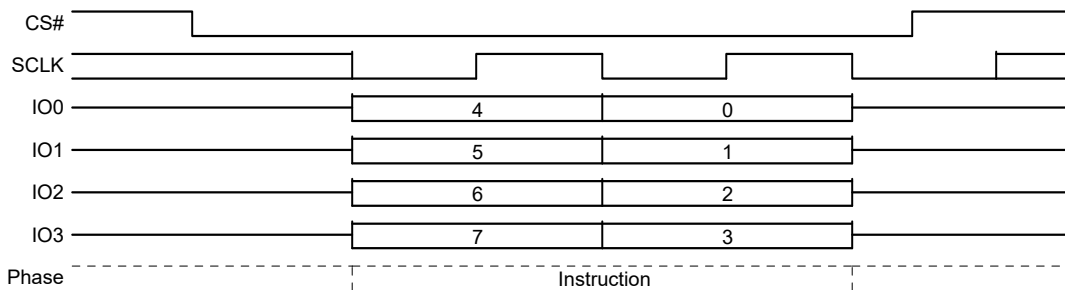 CS#
SCLK
IO0 4 0
IO1 5 1
IO2 6 2
IO3 7 3
Phase Instruction